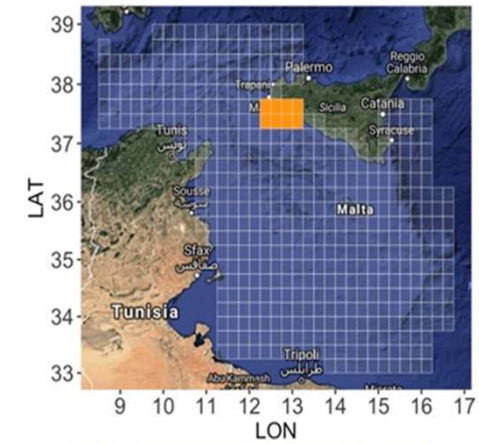 39
38
37
36
35
34
33
LAT
Palermo
Reggio
Calabria
Trapani
M
Sicilia
Catania
Syracuse
Tunis
تونس
Sousse
سوسة
Malta
Sfax
صفاقس
Tunisia
Tripoli
طرابلس
Abu Kammash
9 10 11 12 13 14 15 16 17
LON